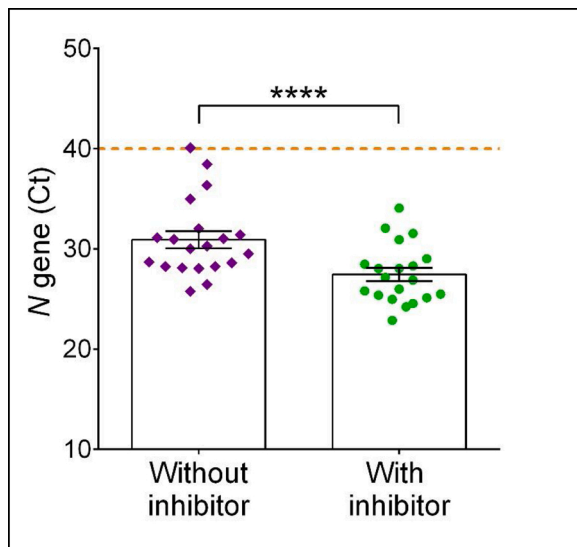 50
40
30
20
10
N gene (Ct)
****
Without
inhibitor
With
inhibitor